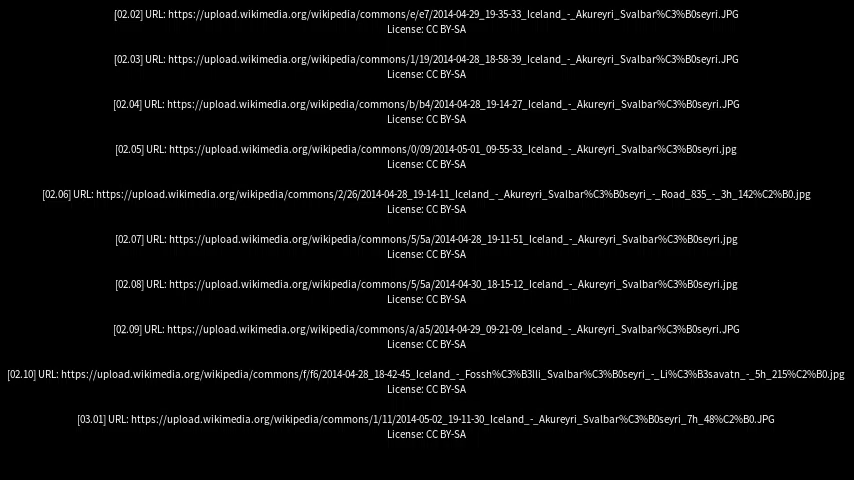 [02.02] URL: https://upload.wikimedia.org/wikipedia/commons/e/e7/2014-04-29_19-35-33_Iceland_-_Akureyri_Svalbar%C3%B0seyri.JPG
License: CC BY-SA
[02.03] URL: https://upload.wikimedia.org/wikipedia/commons/1/19/2014-04-28_18-58-39_Iceland_-_Akureyri_Svalbar%C3%B0seyri.JPG
License: CC BY-SA
[02.04] URL: https://upload.wikimedia.org/wikipedia/commons/b/b4/2014-04-28_19-14-27_Iceland_-_Akureyri_Svalbar%C3%B0seyri.JPG
License: CC BY-SA
[02.05] URL: https://upload.wikimedia.org/wikipedia/commons/0/09/2014-05-01_09-55-33_Iceland_-_Akureyri_Svalbar%C3%B0seyri.jpg
License: CC BY-SA
[02.06] URL: https://upload.wikimedia.org/wikipedia/commons/2/26/2014-04-28_19-14-11_Iceland_-_Akureyri_Svalbar%C3%B0seyri_-_Road_835_-_3h_142%C2%B0.jpg
License: CC BY-SA
[02.07] URL: https://upload.wikimedia.org/wikipedia/commons/5/5a/2014-04-28_19-11-51_Iceland_-_Akureyri_Svalbar%C3%B0seyri.jpg
License: CC BY-SA
[02.08] URL: https://upload.wikimedia.org/wikipedia/commons/5/5a/2014-04-30_18-15-12_Iceland_-_Akureyri_Svalbar%C3%B0seyri.jpg
License: CC BY-SA
[02.09] URL: https://upload.wikimedia.org/wikipedia/commons/a/a5/2014-04-29_09-21-09_Iceland_-_Akureyri_Svalbar%C3%B0seyri.JPG
License: CC BY-SA
[02.10] URL: https://upload.wikimedia.org/wikipedia/commons/f/f6/2014-04-28_18-42-45_Iceland_-_Fossh%C3%B3lli_Svalbar%C3%B0seyri_-_Li%C3%B3savatn_-_5h_215%C2%B0.jpg
License: CC BY-SA
[03.01] URL: https://upload.wikimedia.org/wikipedia/commons/1/11/2014-05-02_19-11-30_Iceland_-_Akureyri_Svalbar%C3%B0seyri_7h_48%C2%B0.JPG
License: CC BY-SA